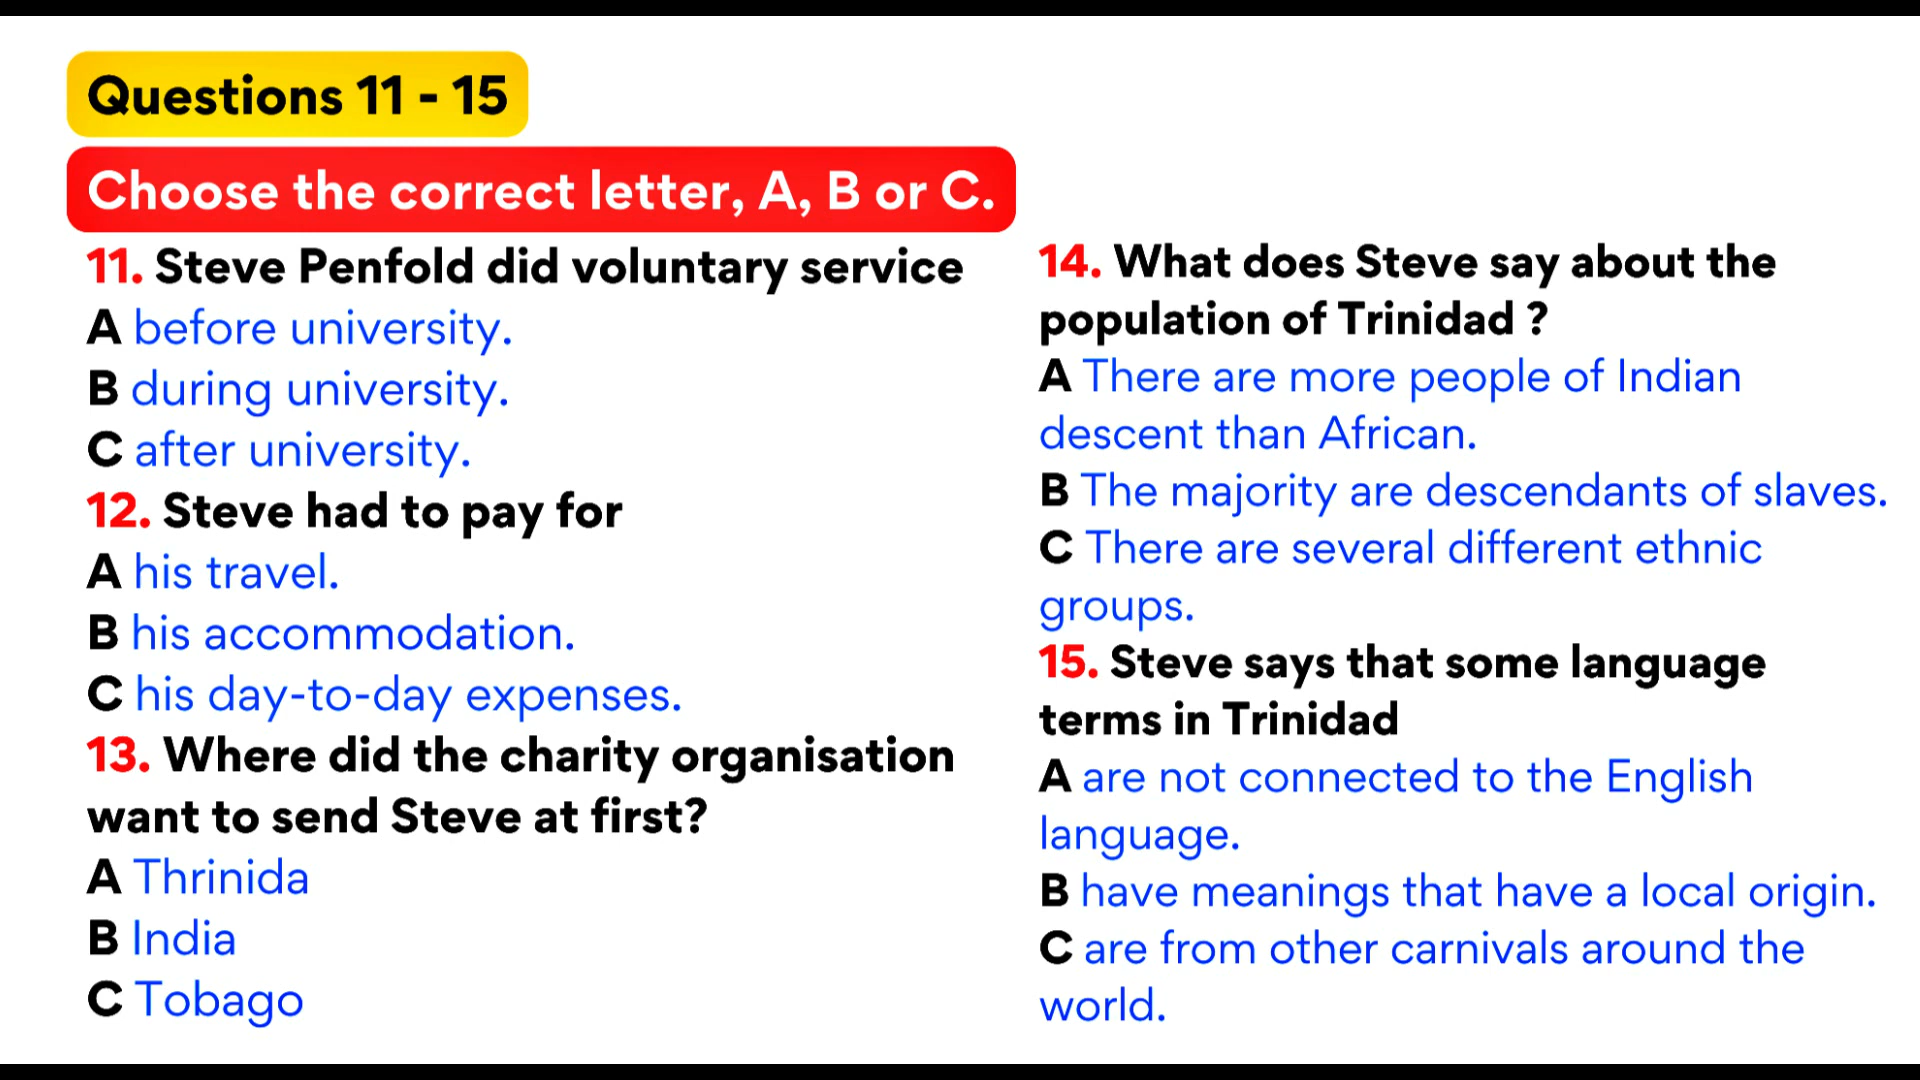 Questions 11 - 15
Choose the correct letter, A, B or C.
11. Steve Penfold did voluntary service
A before university.
B during university.
C after university.
12. Steve had to pay for
A his travel.
B his accommodation.
C his day-to-day expenses.
13. Where did the charity organisation
want to send Steve at first?
A Thrinida
B India
C Tobago
14. What does Steve say about the
population of Trinidad ?
A There are more people of Indian
descent than African.
B The majority are descendants of slaves.
C There are several different ethnic
groups.
15. Steve says that some language
terms in Trinidad
A are not connected to the English
language.
B have meanings that have a local origin.
C are from other carnivals around the
world.